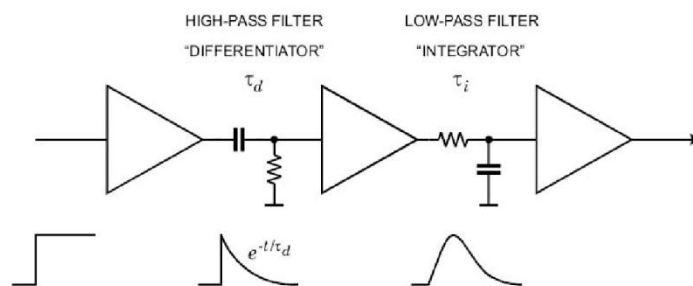 HIGH-PASS FILTER
“DIFFERENTIATOR”
τd
LOW-PASS FILTER
“INTEGRATOR”
τi
e-t/τd